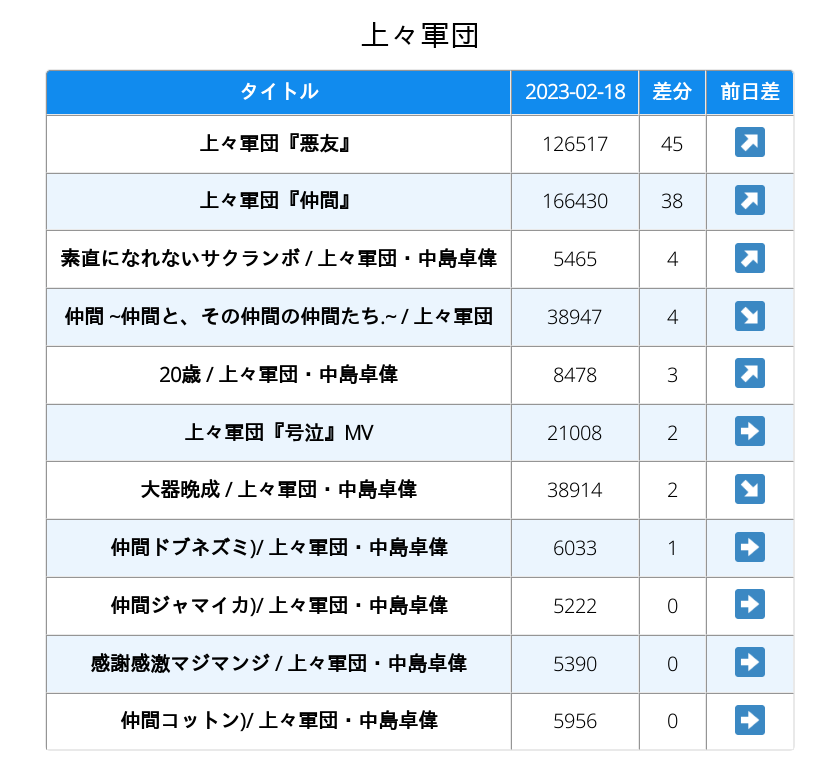 上々軍団
タイトル 2023-02-18 差分 前日差
上々軍団『悪友』 126517 45 ↗
上々軍団『仲間』 166430 38 ↗
素直になれないサクランボ / 上々軍団・中島卓偉 5465 4 ↗
仲間 ~仲間と、その仲間の仲間たち.~ / 上々軍団 38947 4 ↘
20歳 / 上々軍団・中島卓偉 8478 3 ↗
上々軍団『号泣』MV 21008 2 ➡
大器晩成 / 上々軍団・中島卓偉 38914 2 ↘
仲間ドブネズミ)/ 上々軍団・中島卓偉 6033 1 ➡
仲間ジャマイカ)/ 上々軍団・中島卓偉 5222 0 ➡
感謝感激マジマンジ / 上々軍団・中島卓偉 5390 0 ➡
仲間コットン)/ 上々軍団・中島卓偉 5956 0 ➡